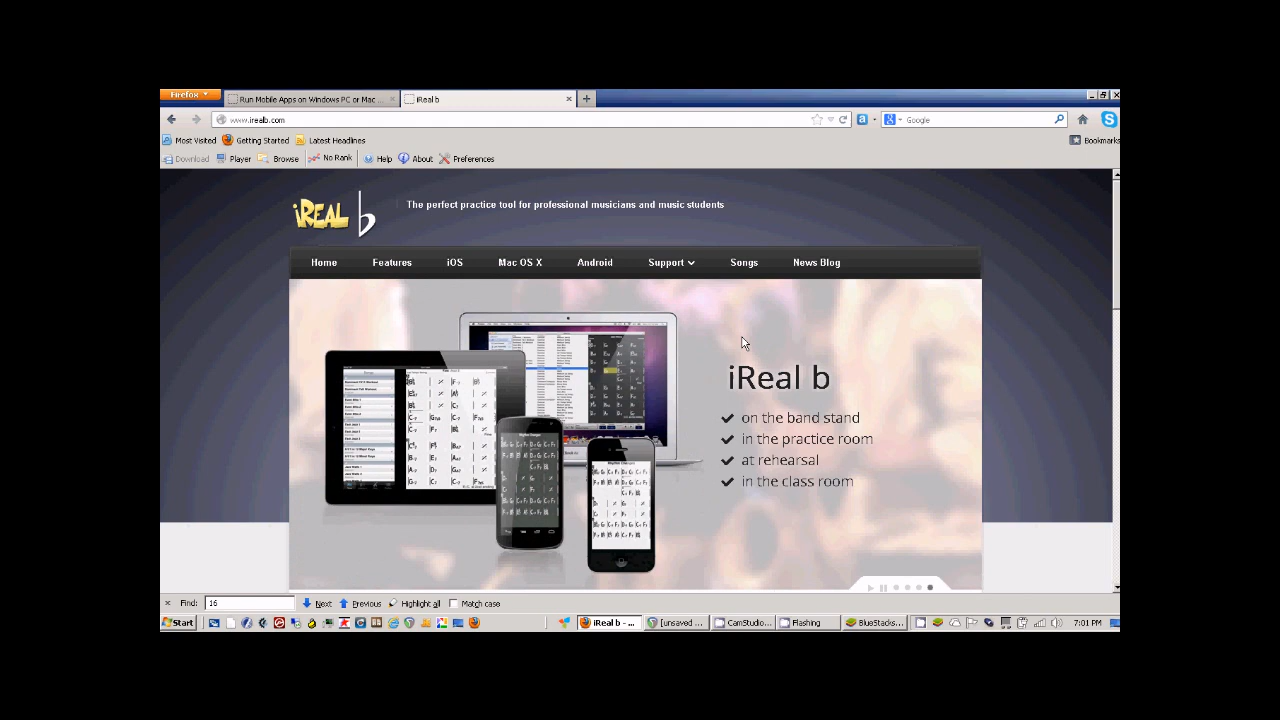 Firefox
Run Mobile Apps on Windows PC or Mac ...
iReal b
www.irealb.com
Google
Most Visited
Getting Started
Latest Headlines
Bookmarks
Download
Player
Browse
No Rank
Help
About
Preferences
iREAL b
The perfect practice tool for professional musicians and music students
Home
Features
iOS
Mac OS X
Android
Support
Songs
News Blog
iReal b
on the band stand
in the practice room
at rehearsal
in the class room
Find:
16
Next
Previous
Highlight all
Match case
Start
iReal b - ...
[unsaved ...
CamStudio...
Flashing
BlueStacks...
7:01 PM